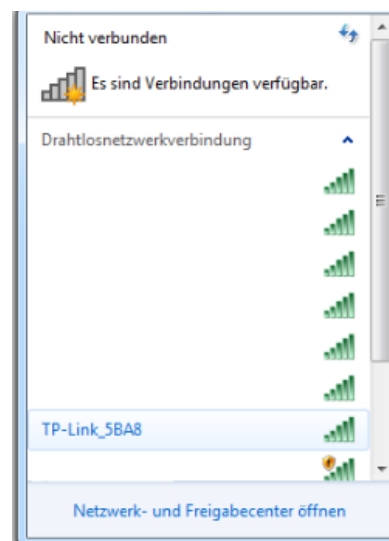 Nicht verbunden
Es sind Verbindungen verfügbar.
Drahtlosnetzwerkverbindung
TP-Link_5BA8
Netzwerk- und Freigabecenter öffnen